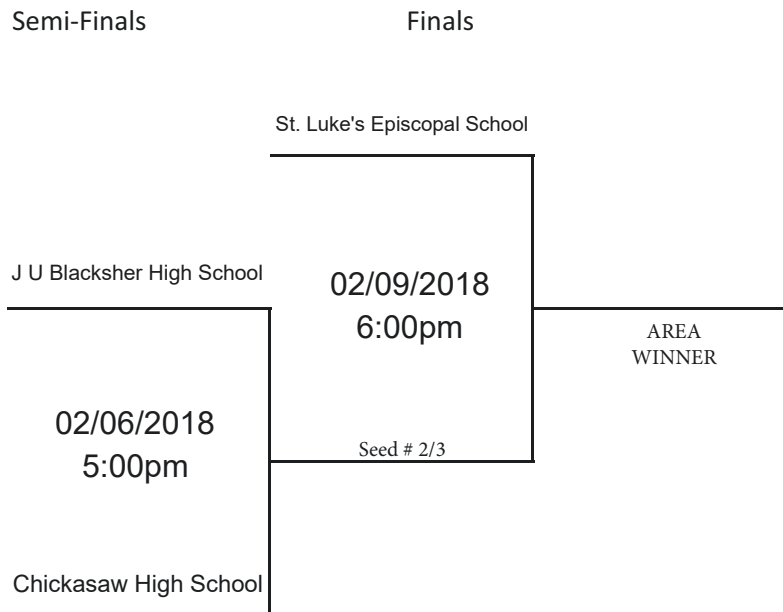 Semi-Finals
Finals
St. Luke's Episcopal School
J U Blacksher High School
02/09/2018
6:00pm
AREA
WINNER
02/06/2018
5:00pm
Seed # 2/3
Chickasaw High School